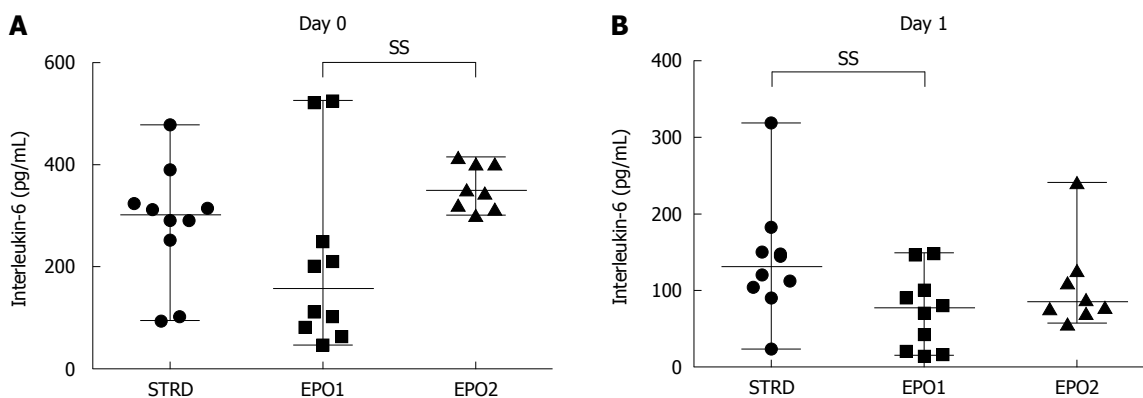 A
Day 0
SS
Interleukin-6 (pg/mL)
600
400
200
0
STRD EPO1 EPO2
B
Day 1
SS
Interleukin-6 (pg/mL)
400
300
200
100
0
STRD EPO1 EPO2